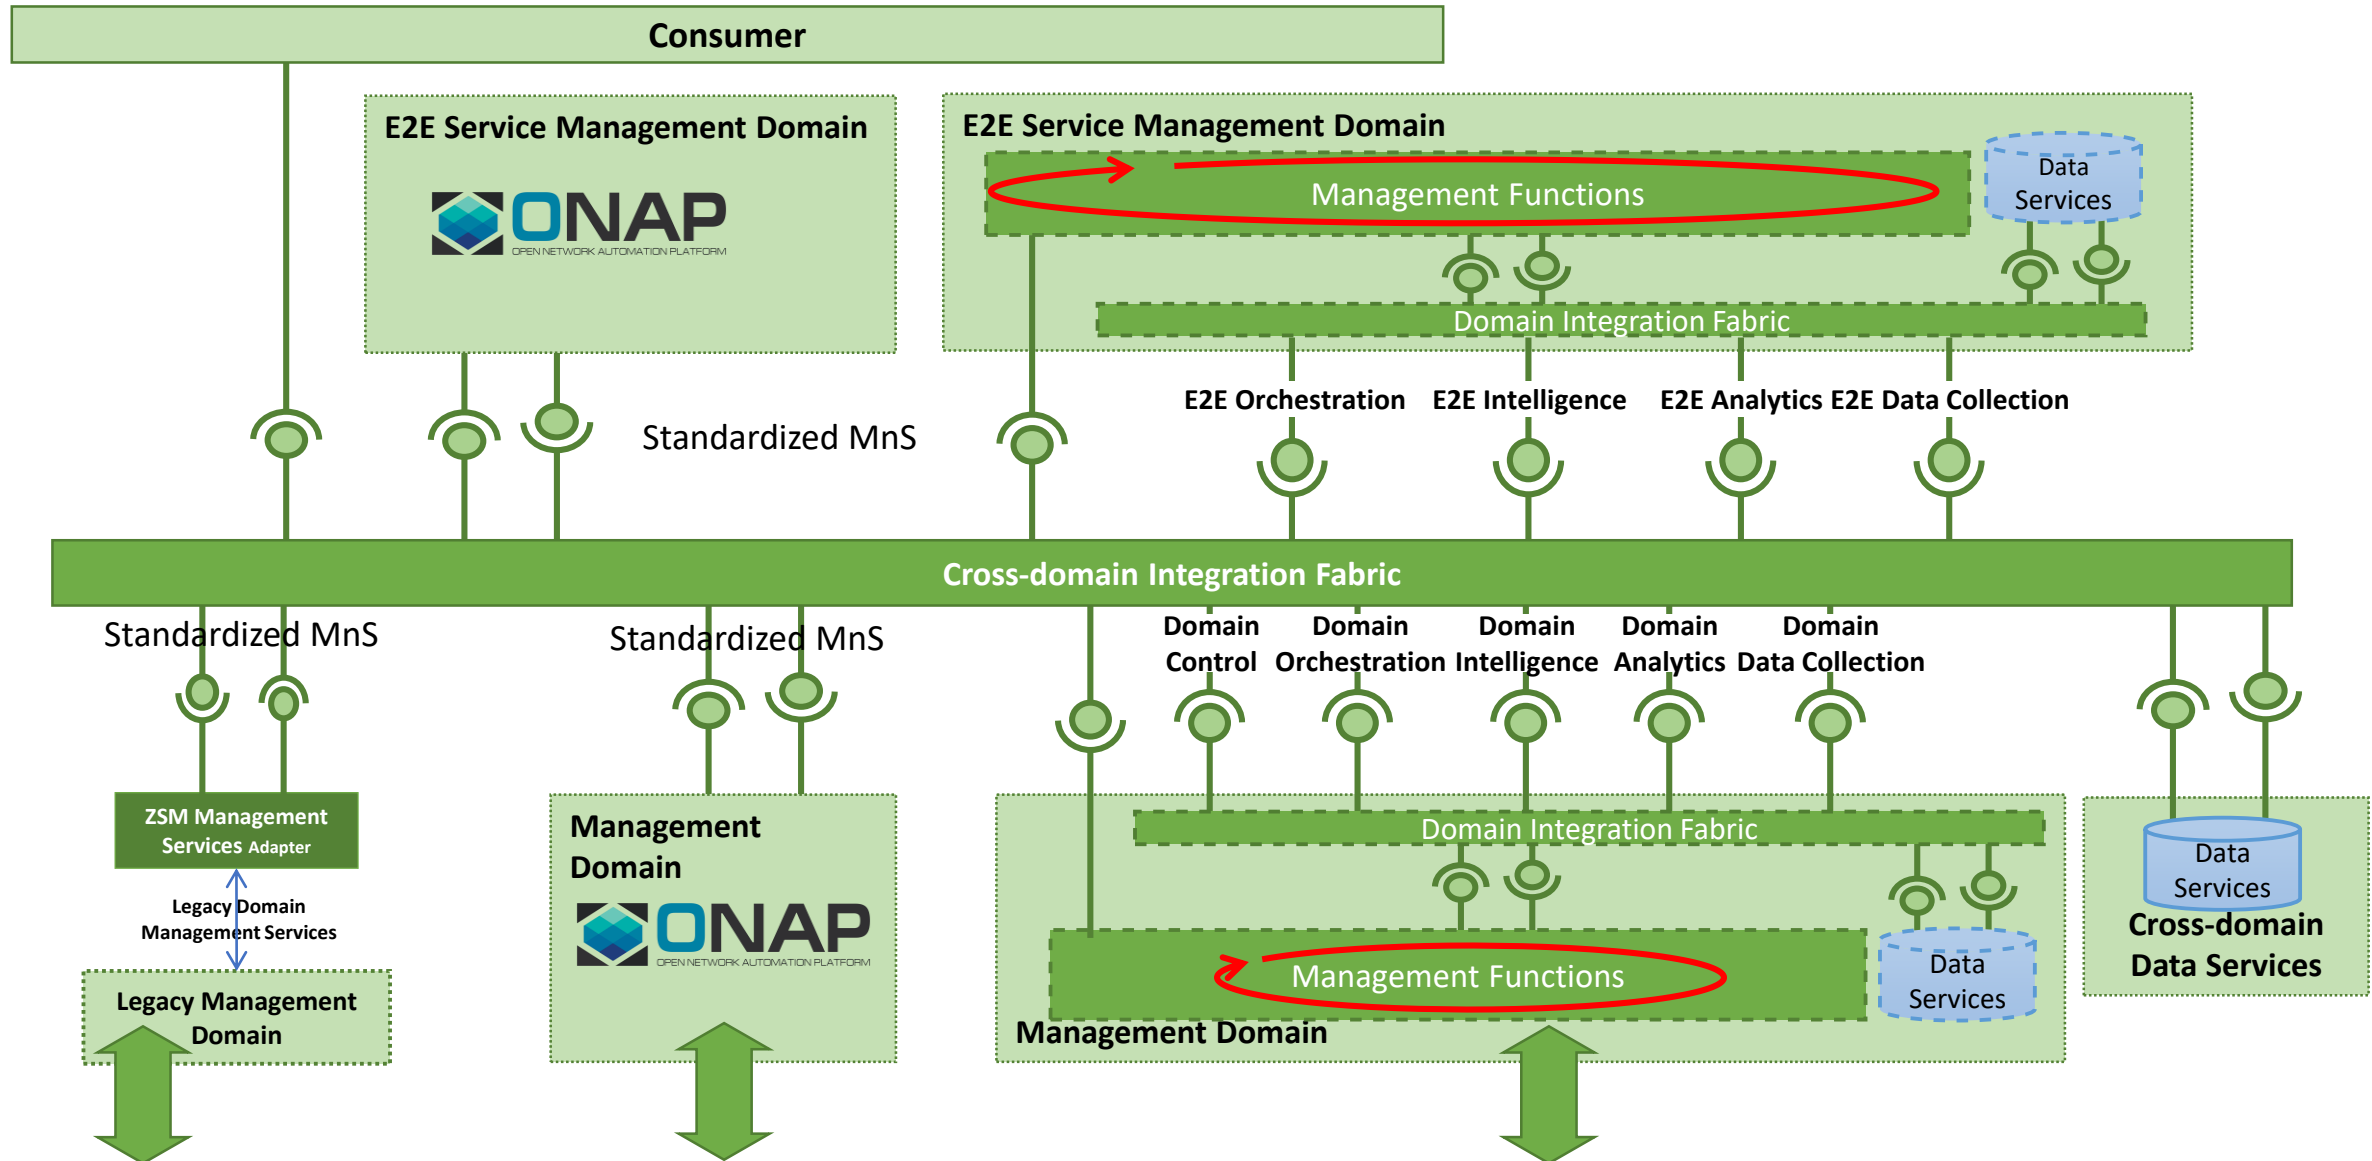 Consumer
E2E Service Management Domain
ONAP
OPEN NETWORK AUTOMATION PLATFORM
E2E Service Management Domain
Management Functions
Data
Services
Domain Integration Fabric
E2E Orchestration
E2E Intelligence
E2E Analytics
E2E Data Collection
Standardized MnS
Cross-domain Integration Fabric
Standardized MnS
Standardized MnS
Domain
Control
Domain
Orchestration
Domain
Intelligence
Domain
Analytics
Domain
Data Collection
ZSM Management
Services Adapter
Legacy Domain
Management Services
Legacy Management
Domain
Management
Domain
ONAP
OPEN NETWORK AUTOMATION PLATFORM
Domain Integration Fabric
Management Functions
Data
Services
Management Domain
Data
Services
Cross-domain
Data Services